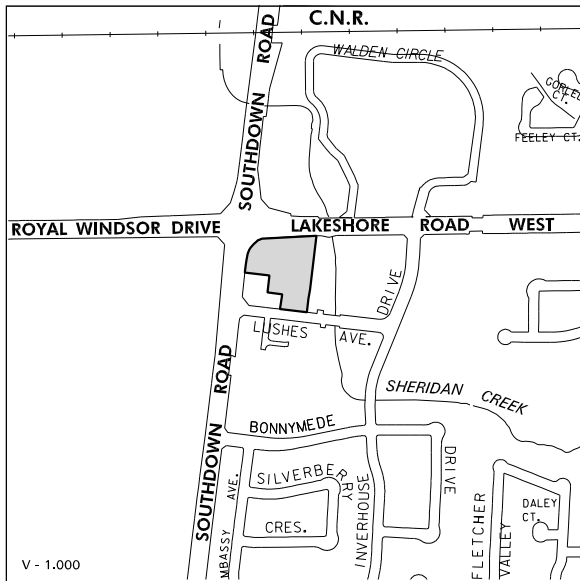 C.N.R.
SOUTHDOWN ROAD
WALDEN CIRCLE
CT.
FEELEY CT.
ROYAL WINDSOR DRIVE
LAKESHORE ROAD WEST
DRIVE
LUSHES AVE.
SOUTHDOWN ROAD
SHERIDAN CREEK
BONNYMEDE
DRIVE
SILVERBERRY
CRES.
AVE.
INVERHOUSE
FLETCHER
VALLEY
DALEY
CT.
V - 1.000